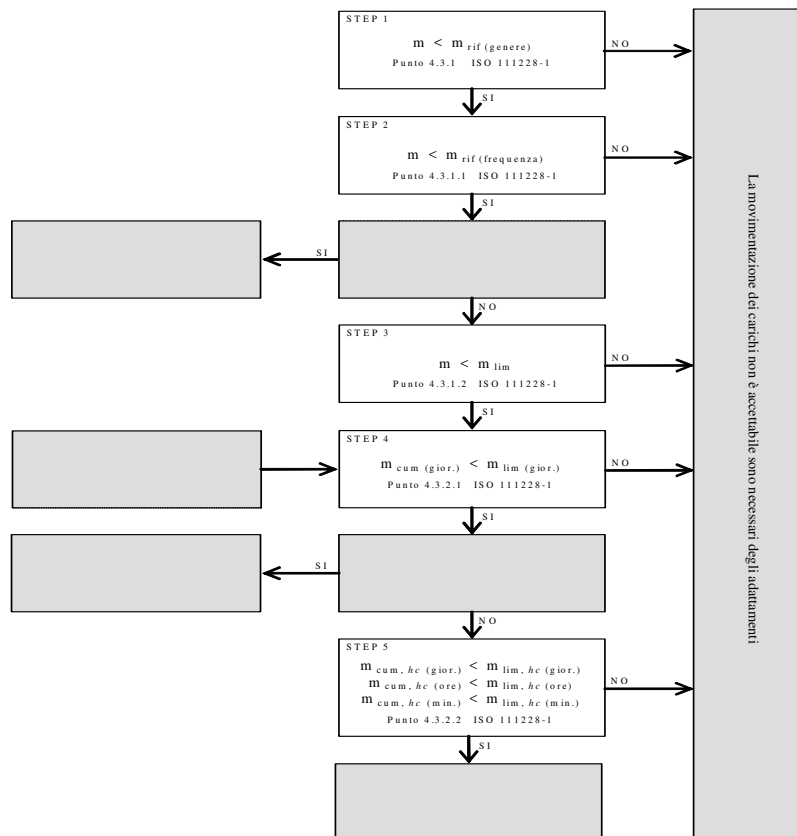 STEP 1
m < m rif (genere)
Punto 4.3.1 ISO 111228-1
NO
SI
STEP 2
m < m rif (frequenza)
Punto 4.3.1.1 ISO 111228-1
NO
SI
SI
NO
STEP 3
m < m lim
Punto 4.3.1.2 ISO 111228-1
NO
SI
STEP 4
m cum (gior.) < m lim (gior.)
Punto 4.3.2.1 ISO 111228-1
NO
SI
SI
NO
STEP 5
m cum, hc (gior.) < m lim, hc (gior.)
m cum, hc (ore) < m lim, hc (ore)
m cum, hc (min.) < m lim, hc (min.)
Punto 4.3.2.2 ISO 111228-1
NO
SI
La movimentazione dei carichi non è accettabile sono necessari degli adattamenti